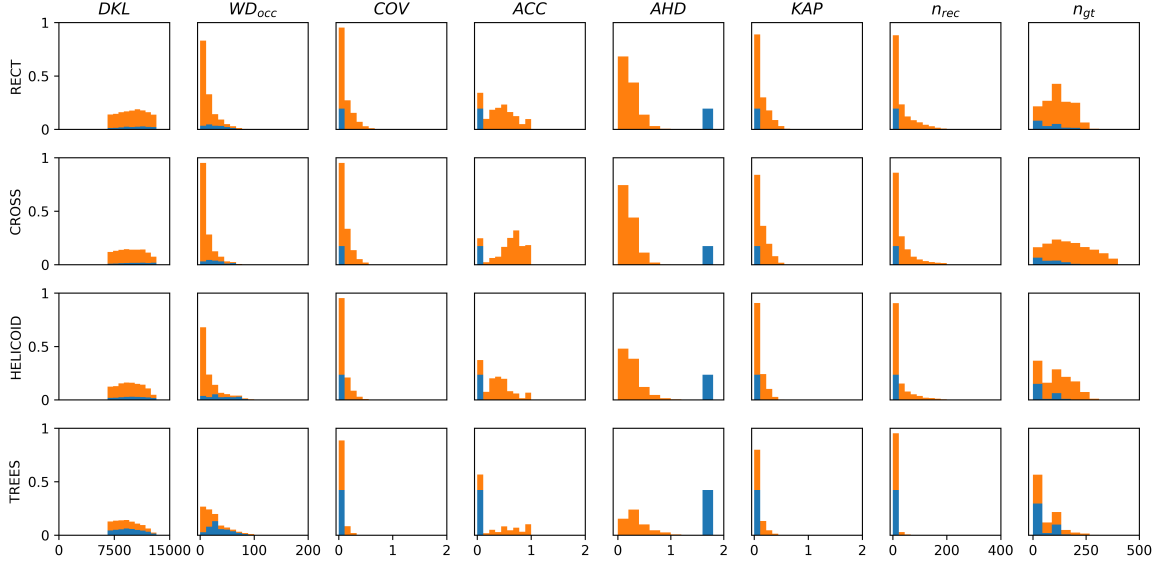 DKL WD_occ COV ACC AHD KAP n_rec n_gt
1
0.5
0
RECT
1
0.5
0
CROSS
1
0.5
0
HELICOID
1
0.5
0
TREES
0 7500 15000 0 100 200 0 1 2 0 1 2 0 1 2 0 1 2 0 200 400 0 250 500